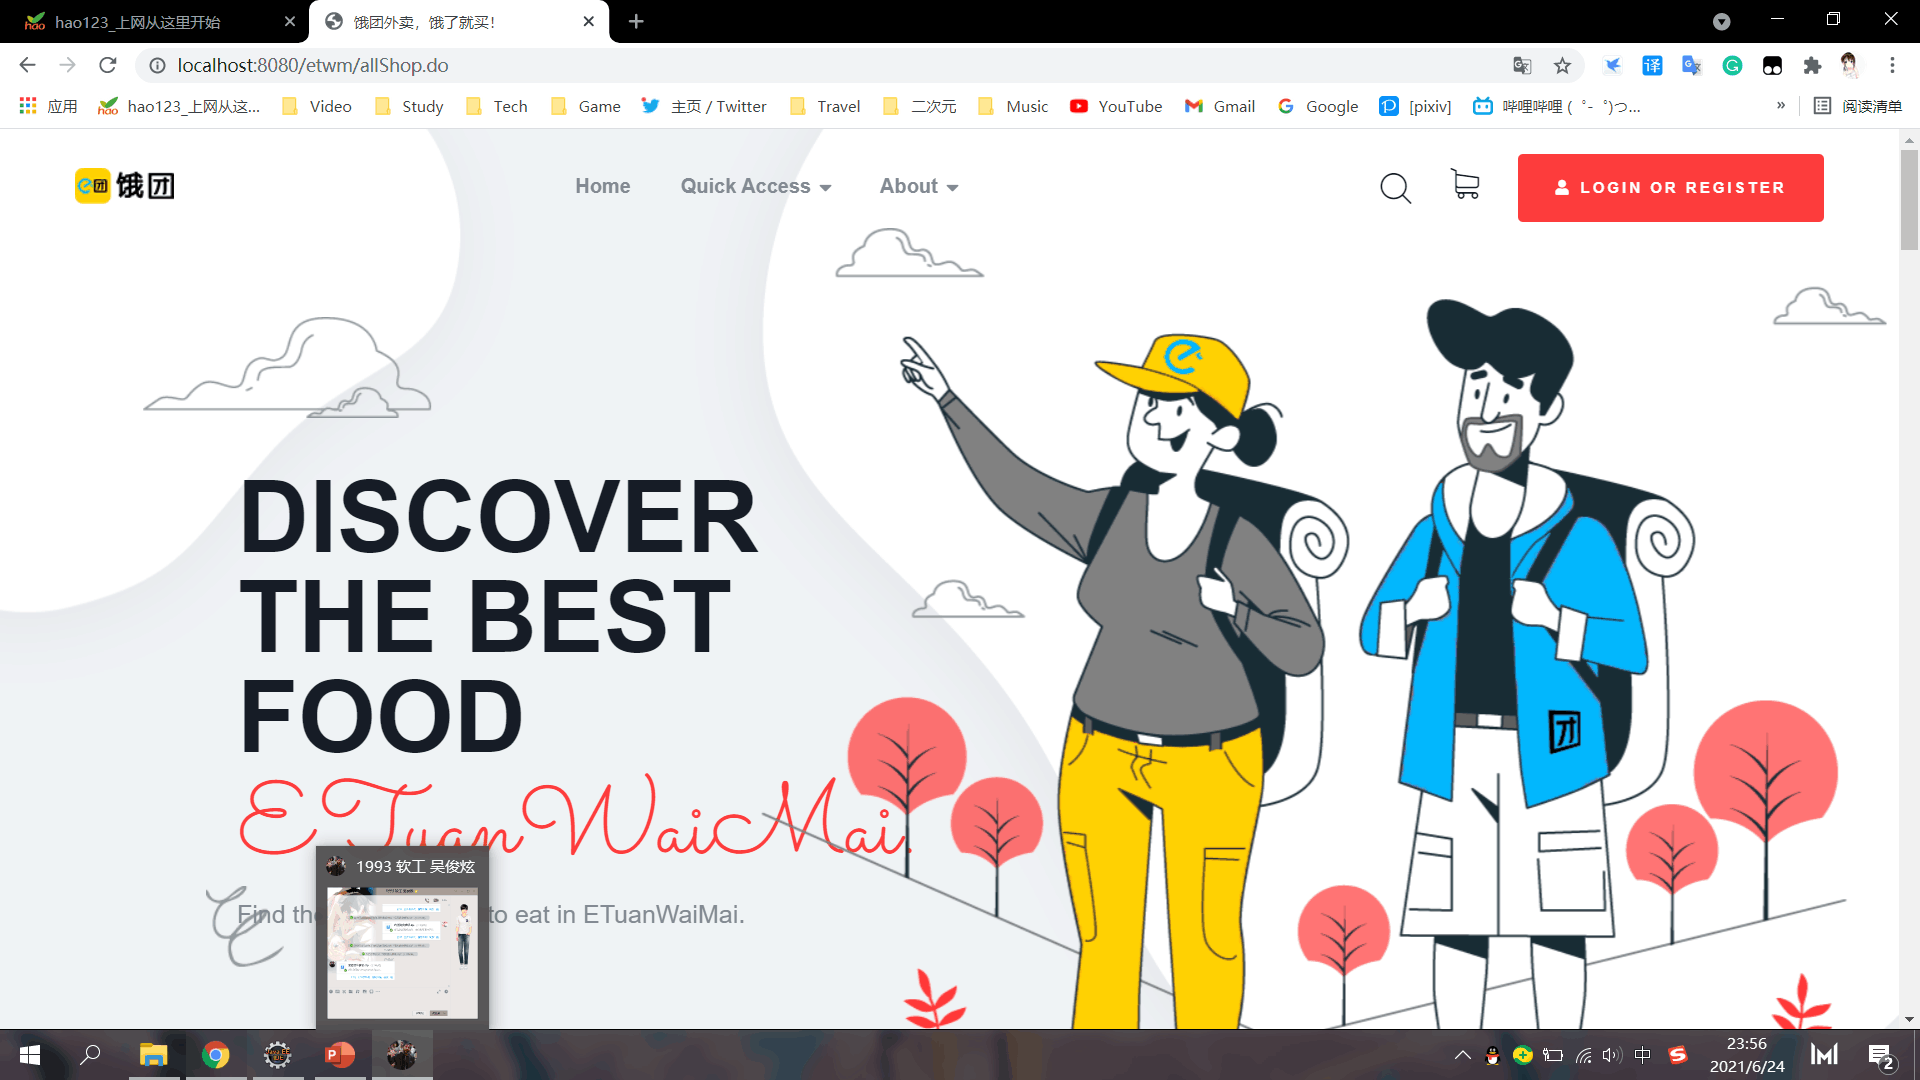 hao123_上网从这里开始
饿团外卖，饿了就买！
localhost:8080/etwm/allShop.do
应用
hao123_上网从这...
Video
Study
Tech
Game
主页 / Twitter
Travel
二次元
Music
YouTube
Gmail
Google
[pixiv]
哔哩哔哩 ( ゜- ゜)つ...
»
阅读清单
e团 饿团
Home
Quick Access
About
LOGIN OR REGISTER
DISCOVER
THE BEST
FOOD
ETuanWaiMai.
Find the
to eat in ETuanWaiMai.
1993 软工 吴俊炫
中
23:56
2021/6/24
2